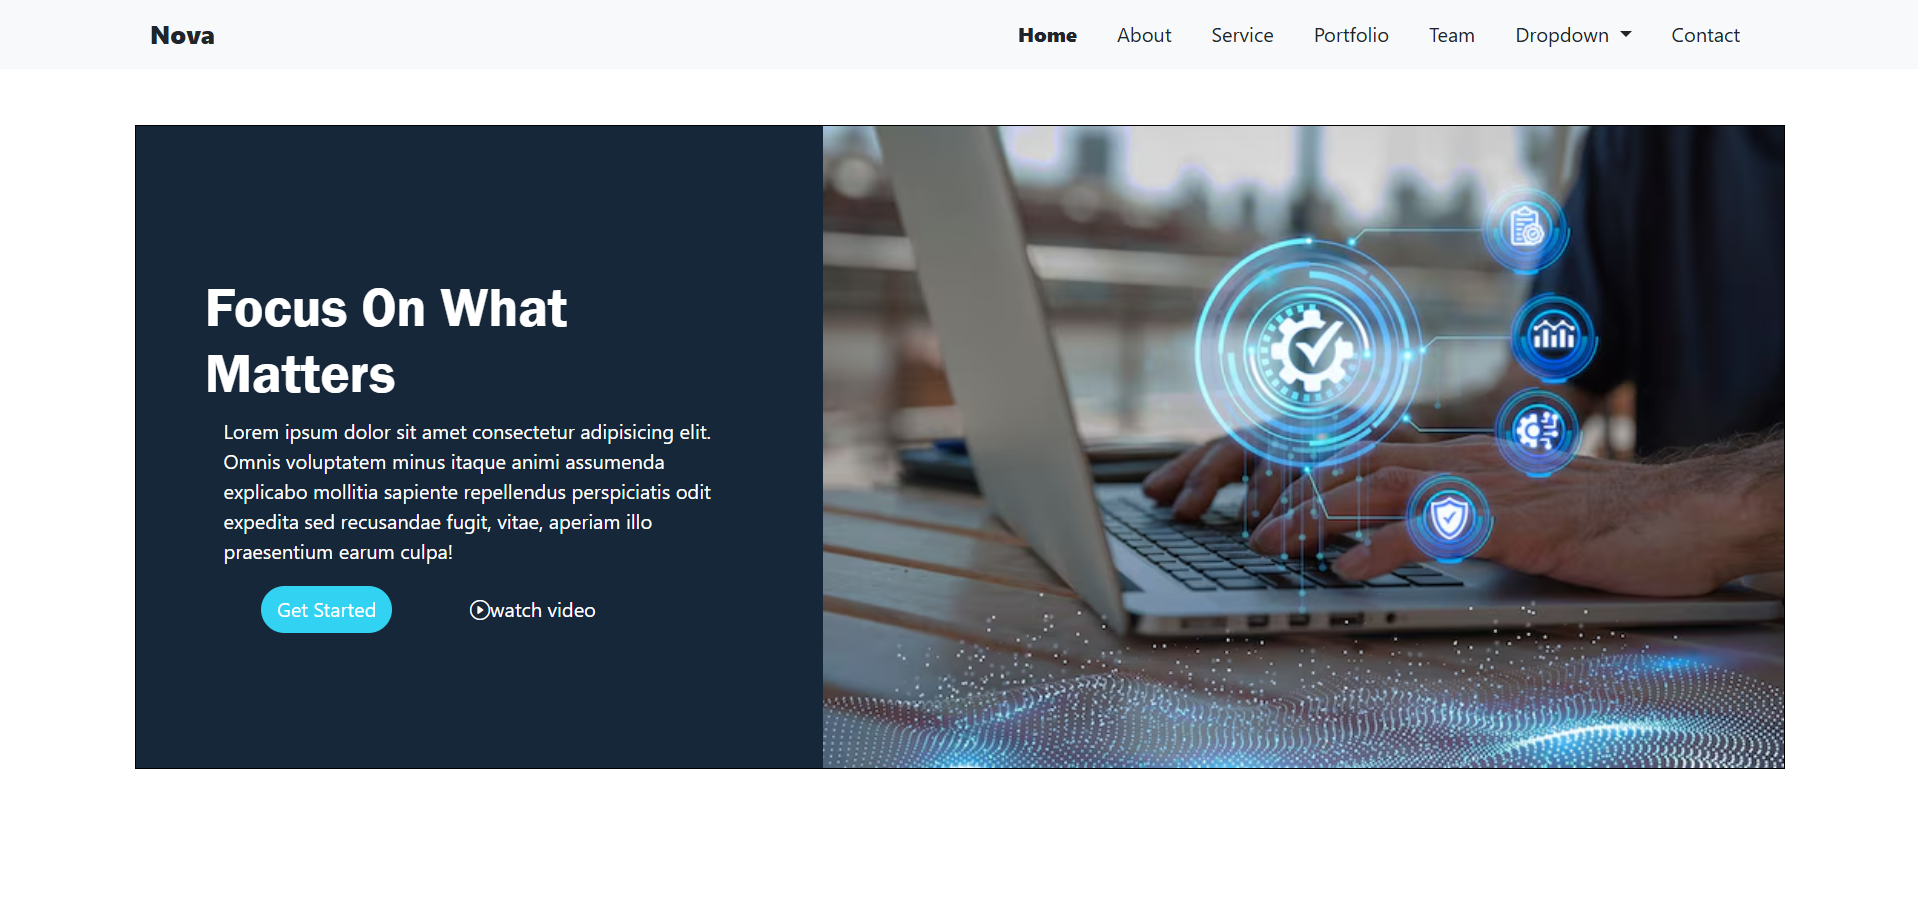 Nova
Home About Service Portfolio Team Dropdown Contact
Focus On What
Matters
Lorem ipsum dolor sit amet consectetur adipisicing elit.
Omnis voluptatem minus itaque animi assumenda
explicabo mollitia sapiente repellendus perspiciatis odit
expedita sed recusandae fugit, vitae, aperiam illo
praesentium earum culpa!
Get Started watch video